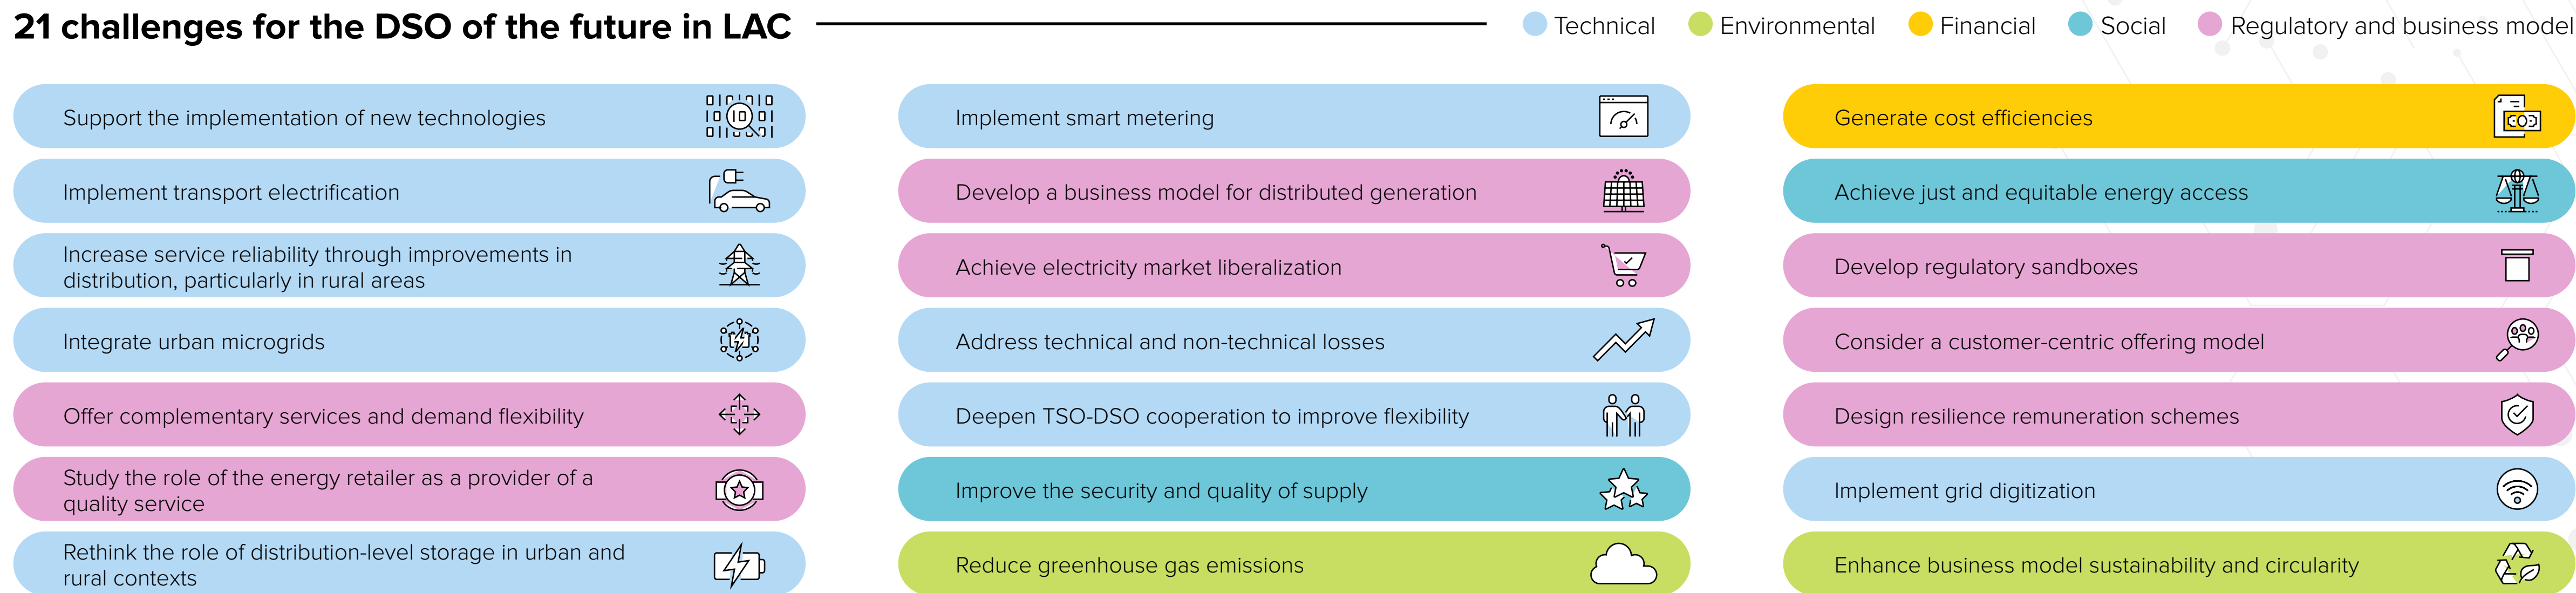 21 challenges for the DSO of the future in LAC
Technical
Environmental
Financial
Social
Regulatory and business model
Support the implementation of new technologies
Implement transport electrification
Increase service reliability through improvements in
distribution, particularly in rural areas
Integrate urban microgrids
Offer complementary services and demand flexibility
Study the role of the energy retailer as a provider of a
quality service
Rethink the role of distribution-level storage in urban and
rural contexts
Implement smart metering
Develop a business model for distributed generation
Achieve electricity market liberalization
Address technical and non-technical losses
Deepen TSO-DSO cooperation to improve flexibility
Improve the security and quality of supply
Reduce greenhouse gas emissions
Generate cost efficiencies
Achieve just and equitable energy access
Develop regulatory sandboxes
Consider a customer-centric offering model
Design resilience remuneration schemes
Implement grid digitization
Enhance business model sustainability and circularity